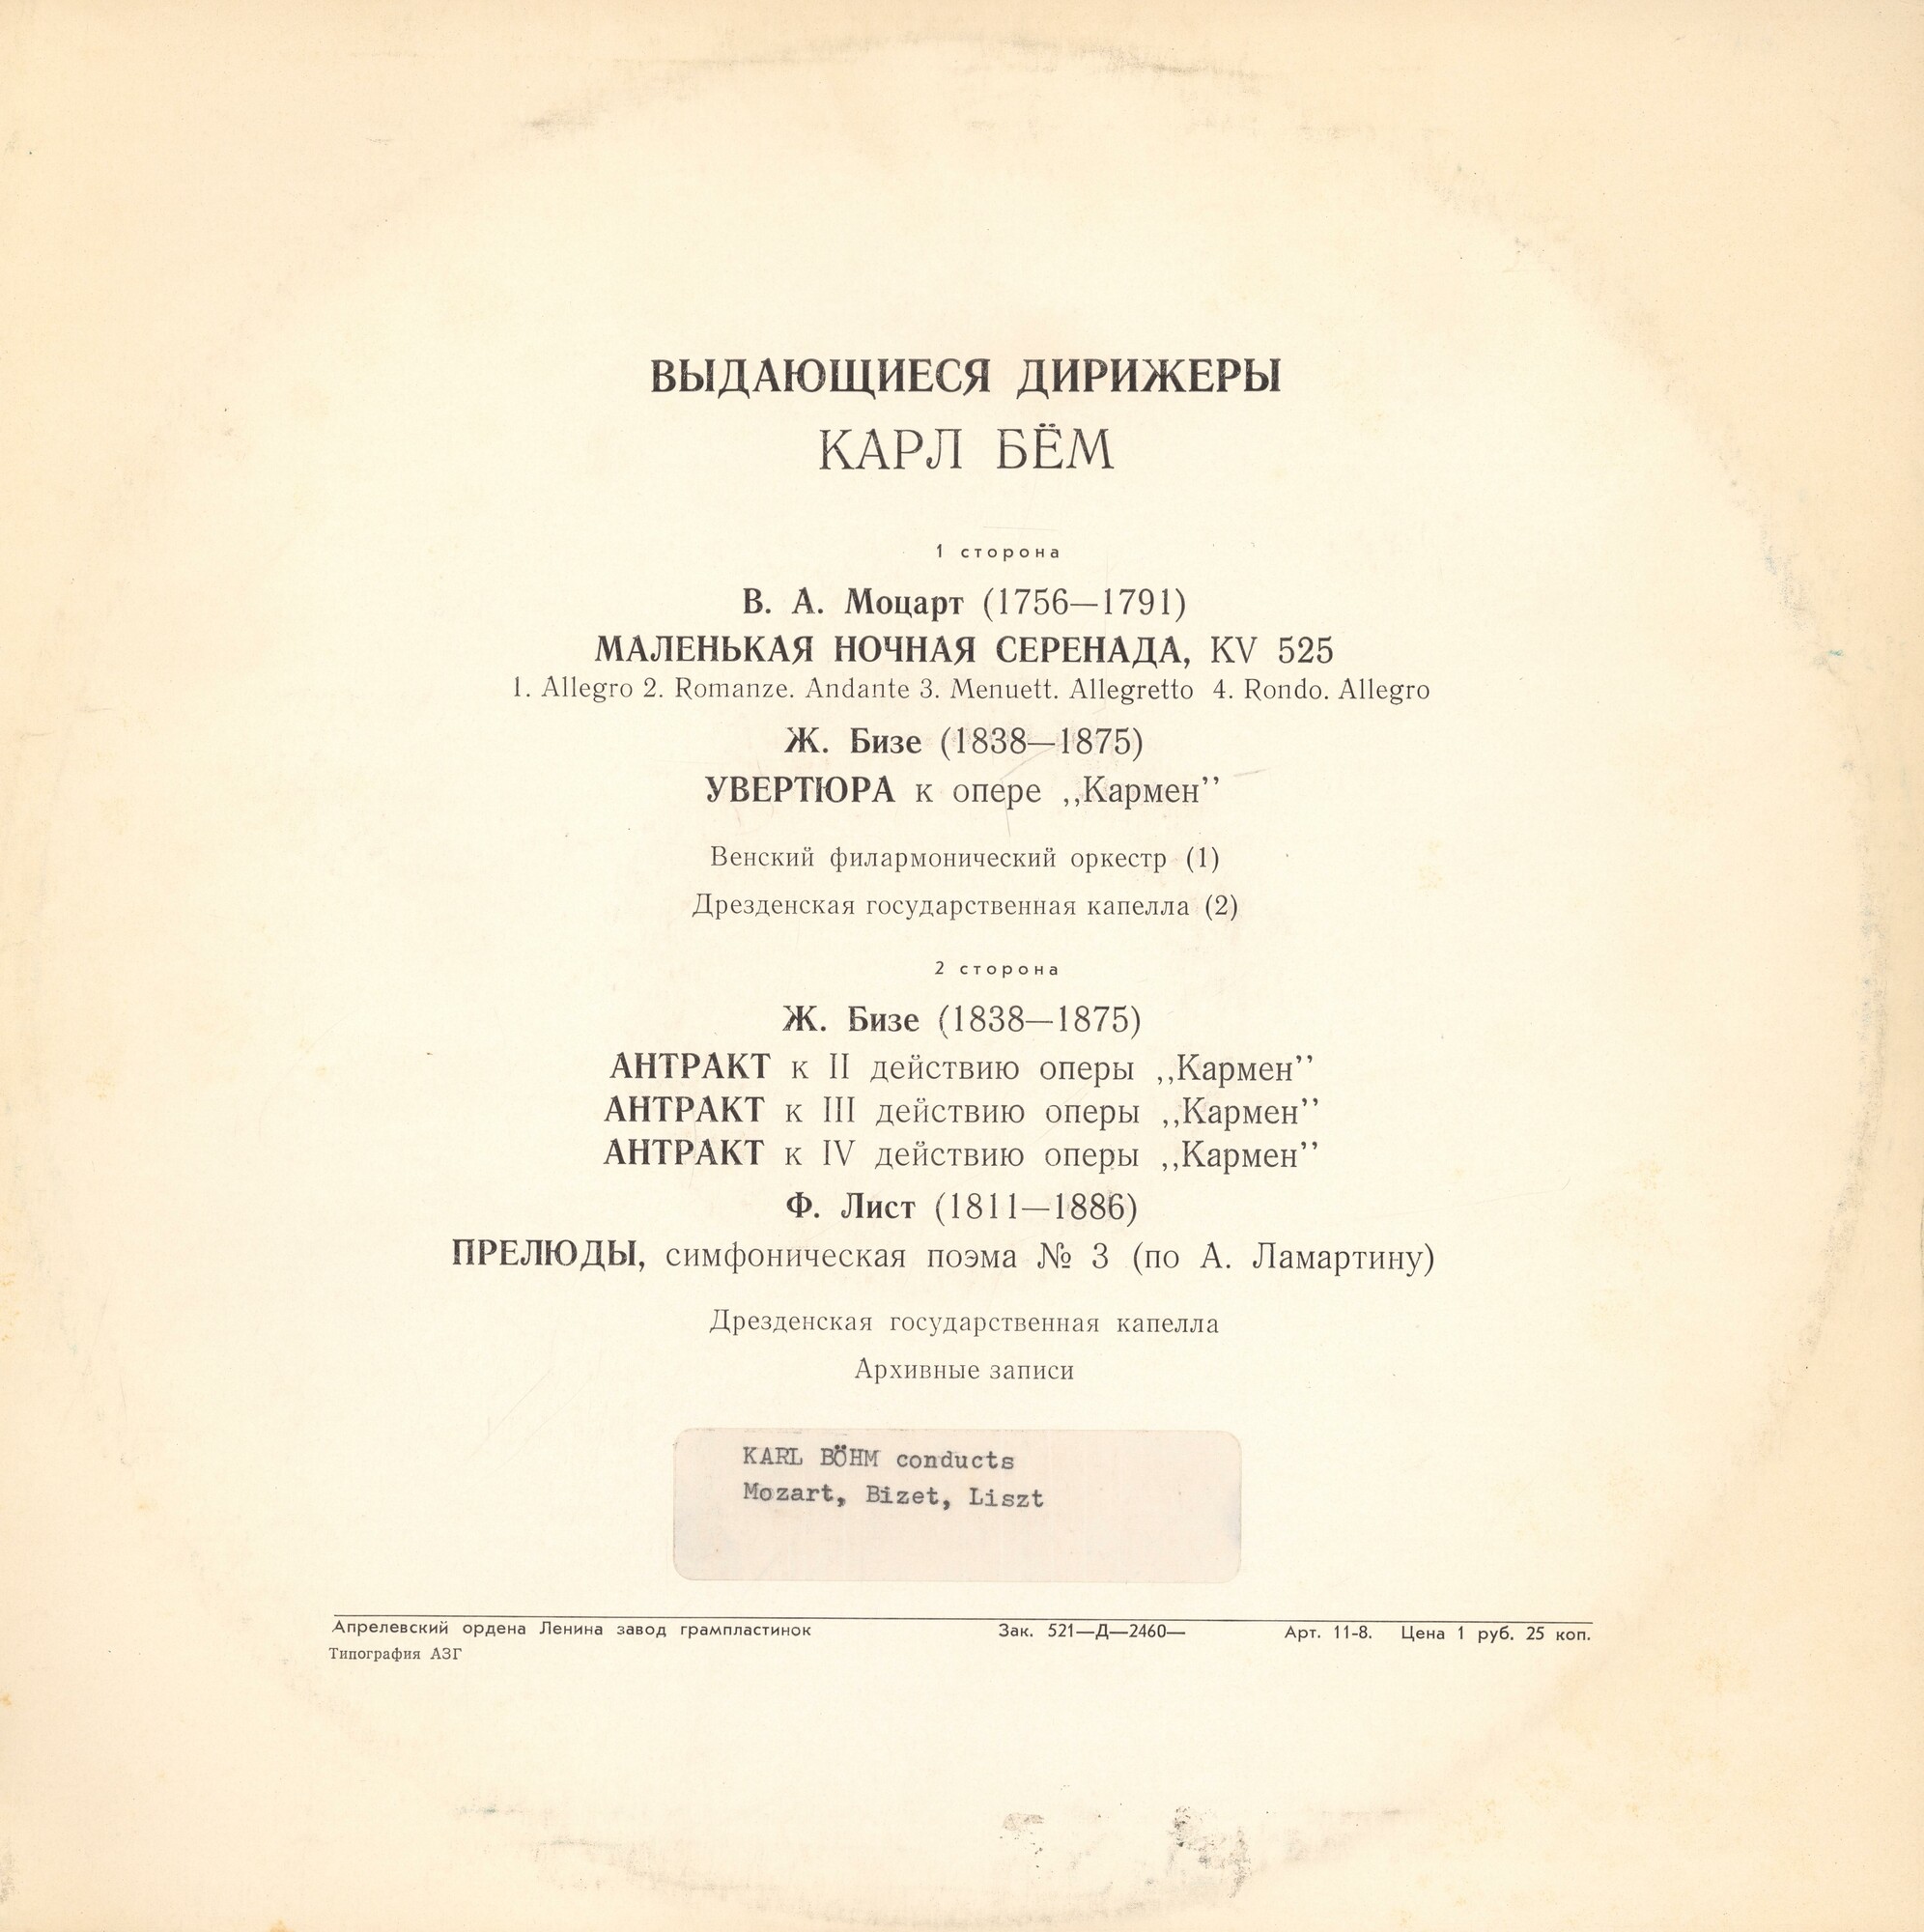 ВЫДАЮЩИЕСЯ ДИРИЖЕРЫ
КАРЛ БЁМ
1 сторона
В. А. Моцарт (1756—1791)
МАЛЕНЬКАЯ НОЧНАЯ СЕРЕНАДА, KV 525
1. Allegro 2. Romanze. Andante 3. Menuett. Allegretto 4. Rondo. Allegro
Ж. Бизе (1838—1875)
УВЕРТЮРА к опере ,,Кармен’’
Венский филармонический оркестр (1)
Дрезденская государственная капелла (2)
2 сторона
Ж. Бизе (1838—1875)
АНТРАКТ к II действию оперы ,,Кармен’’
АНТРАКТ к III действию оперы ,,Кармен’’
АНТРАКТ к IV действию оперы ,,Кармен’’
Ф. Лист (1811—1886)
ПРЕЛЮДЫ, симфоническая поэма № 3 (по А. Ламартину)
Дрезденская государственная капелла
Архивные записи
KARL BÖHM conducts
Mozart, Bizet, Liszt
Апрелевский ордена Ленина завод грампластинок Зак. 521—Д—2460— Арт. 11-8. Цена 1 руб. 25 коп.
Типография АЗГ